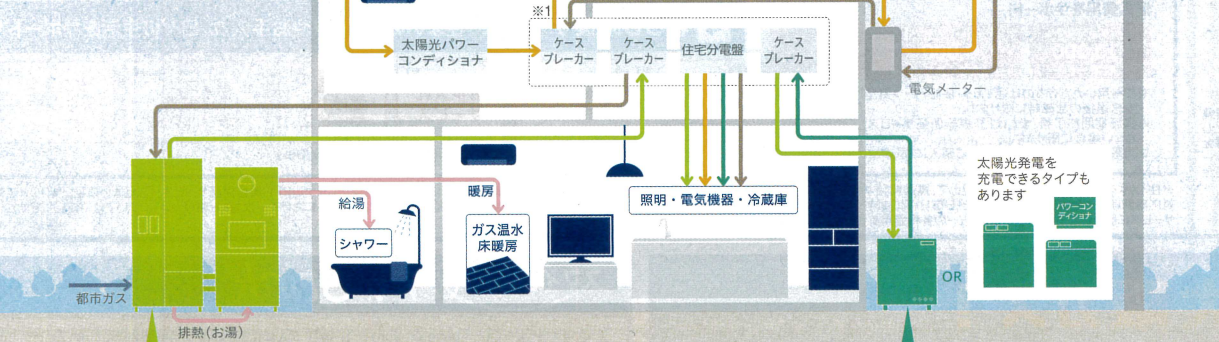 ※1
太陽光パワー
コンディショナ
ケース
ブレーカー
ケース
ブレーカー
住宅分電盤
ケース
ブレーカー
電気メーター
太陽光発電を
充電できるタイプも
あります
パワーコン
ディショナ
暖房
給湯
照明・電気機器・冷蔵庫
シャワー
ガス温水
床暖房
OR
都市ガス
排熱(お湯)